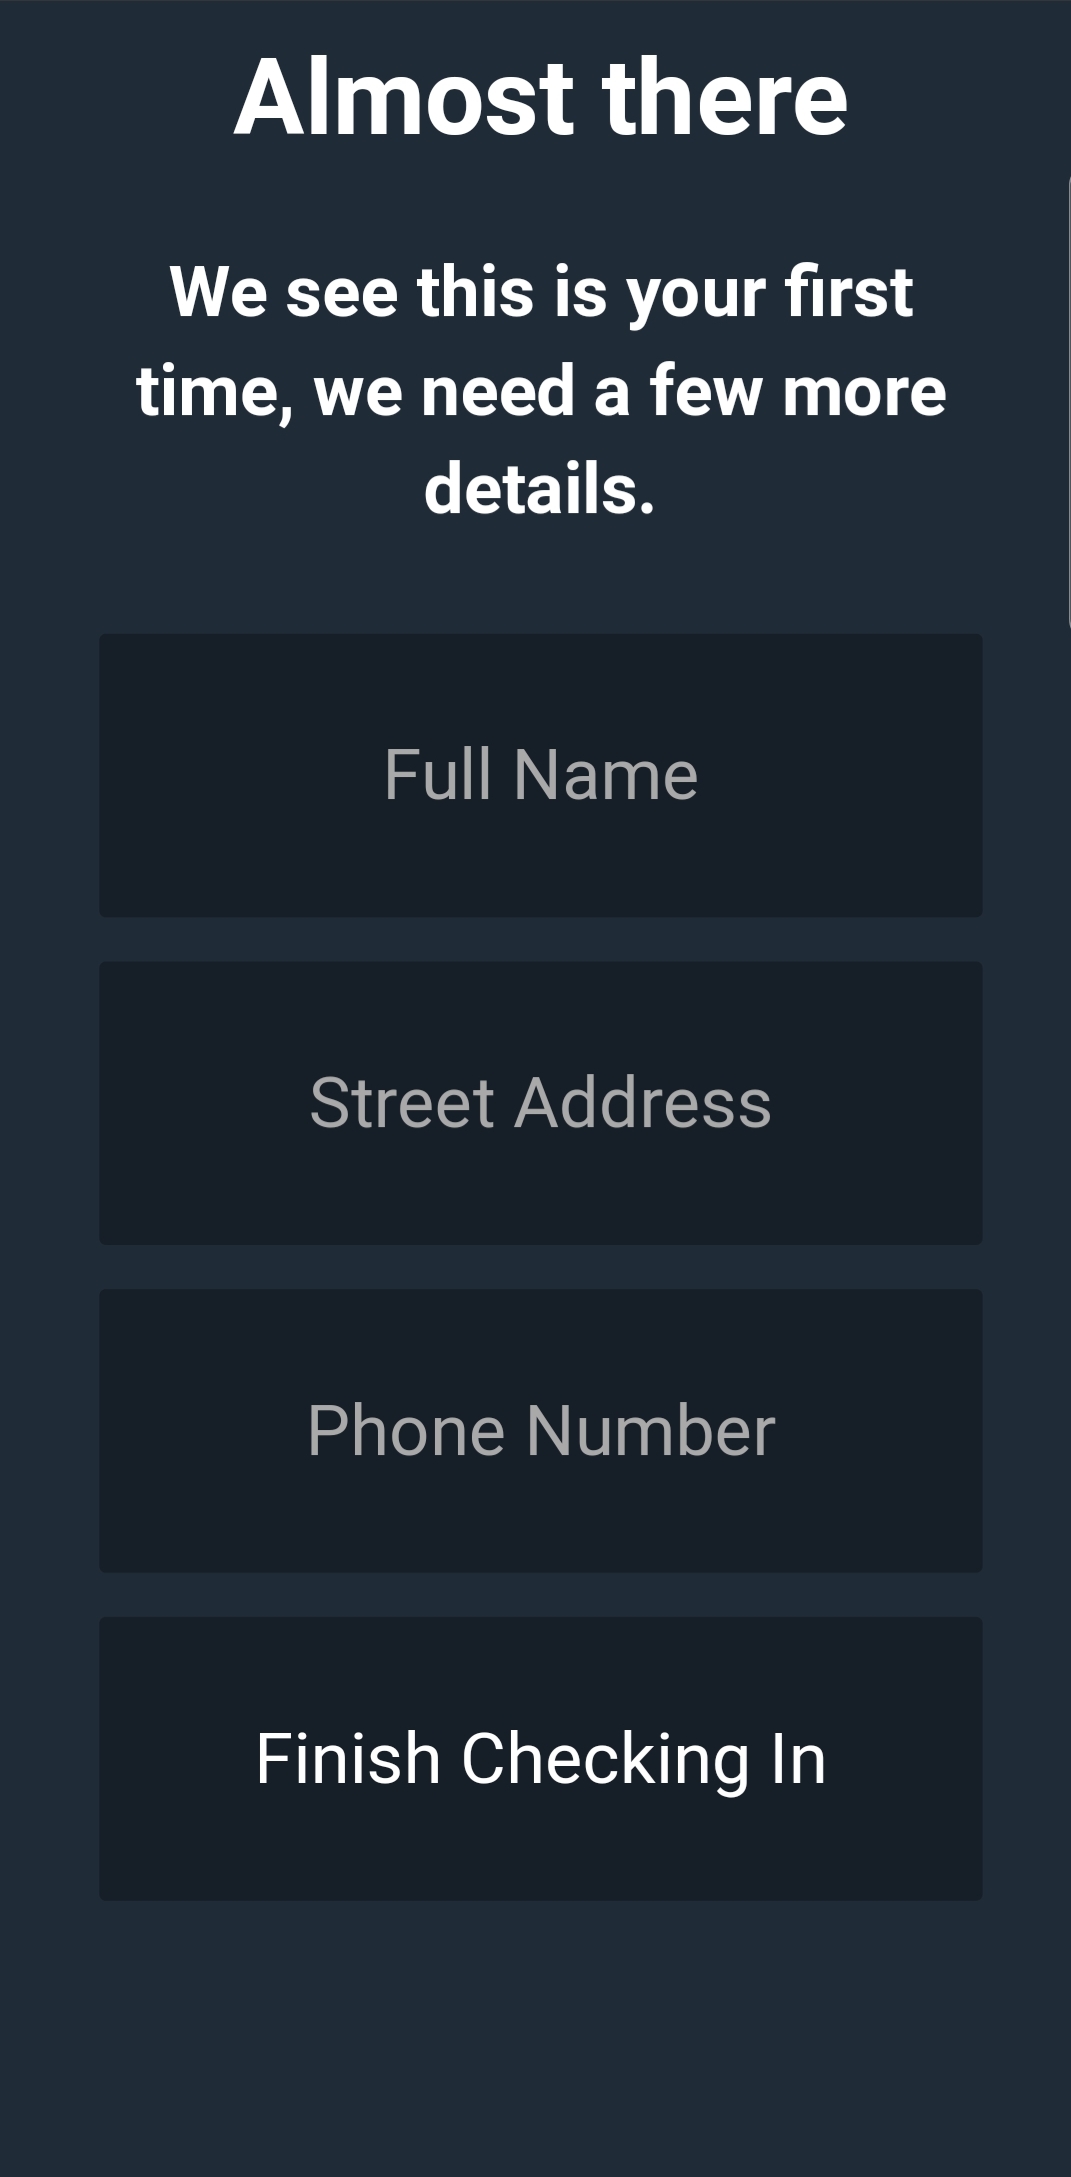 Almost there
We see this is your first
time, we need a few more
details.
Full Name
Street Address
Phone Number
Finish Checking In